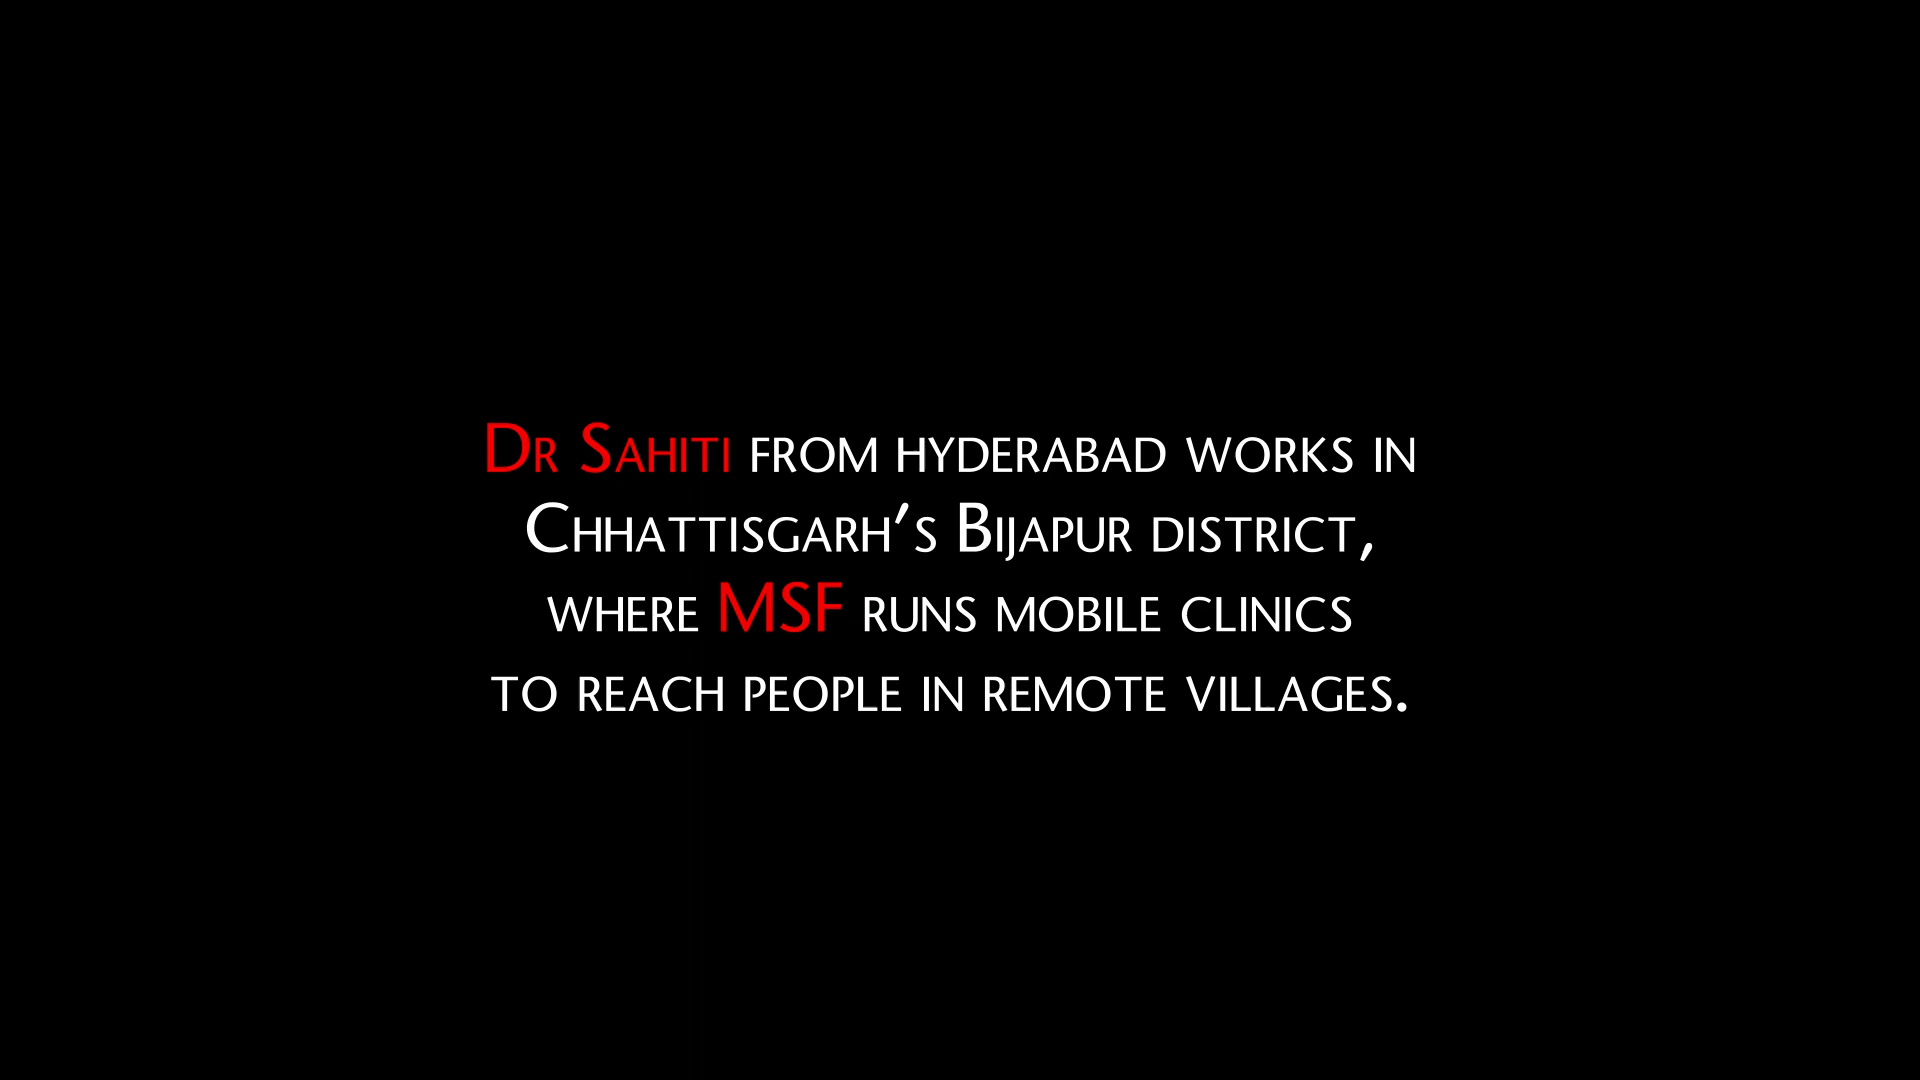 Dr Sahiti from hyderabad works in
Chhattisgarh's Bijapur district,
where MSF runs mobile clinics
to reach people in remote villages.